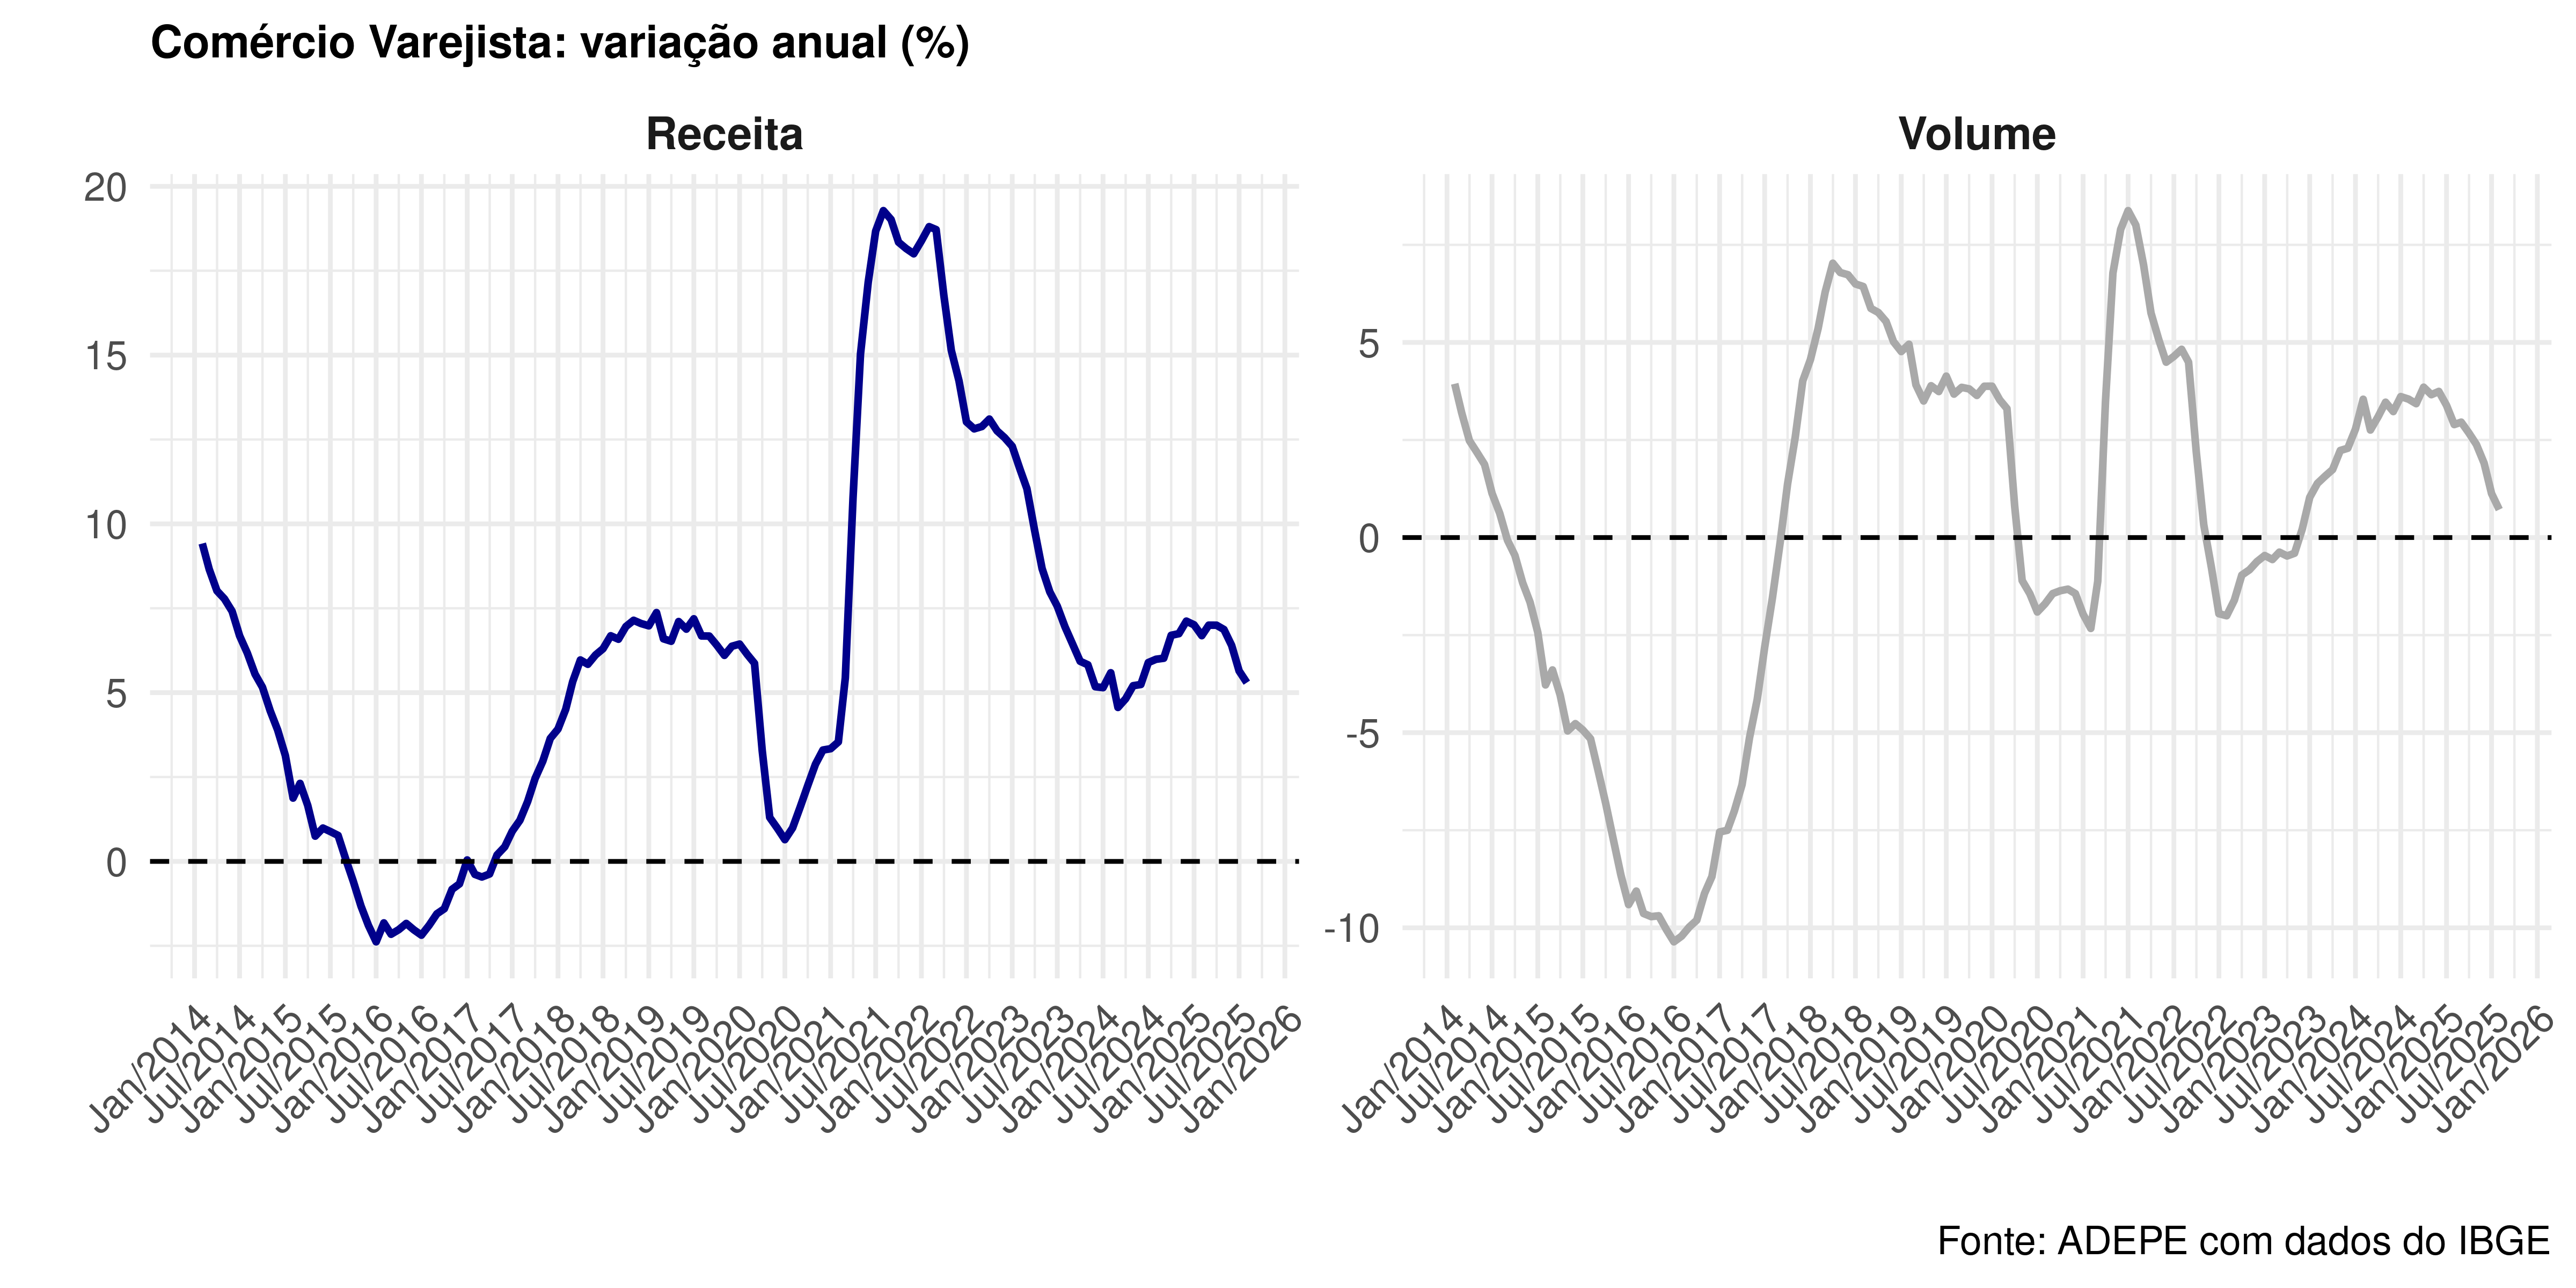 Comércio Varejista: variação anual (%)
Receita
Volume
20
15
10
5
0
5
0
-5
-10
Jan/2014
Jul/2014
Jan/2015
Jul/2015
Jan/2016
Jul/2016
Jan/2017
Jul/2017
Jan/2018
Jul/2018
Jan/2019
Jul/2019
Jan/2020
Jul/2020
Jan/2021
Jul/2021
Jan/2022
Jul/2022
Jan/2023
Jul/2023
Jan/2024
Jul/2024
Jan/2025
Jul/2025
Jan/2026
Jan/2014
Jul/2014
Jan/2015
Jul/2015
Jan/2016
Jul/2016
Jan/2017
Jul/2017
Jan/2018
Jul/2018
Jan/2019
Jul/2019
Jan/2020
Jul/2020
Jan/2021
Jul/2021
Jan/2022
Jul/2022
Jan/2023
Jul/2023
Jan/2024
Jul/2024
Jan/2025
Jul/2025
Jan/2026
Fonte: ADEPE com dados do IBGE